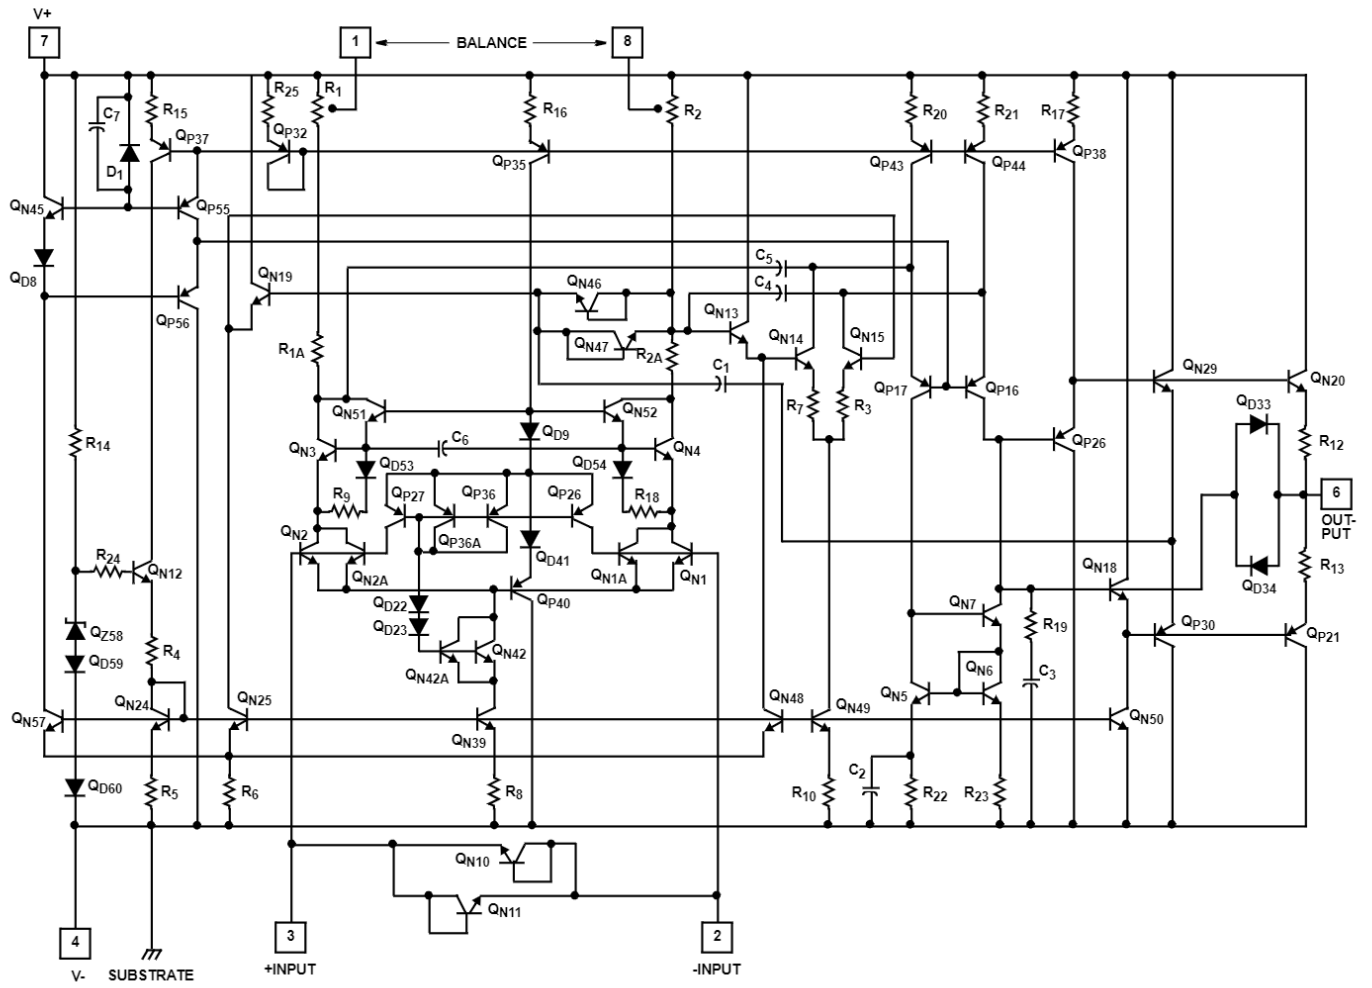 V+
7
1
BALANCE
8
C7
R15
R25
R1
R16
R2
R20
R21
R17
QP37
QP32
D1
QP35
QP43
QP44
QP38
QN45
QP55
QD8
QN19
QN46
C5
C4
QP56
QN13
QN47
R2A
QN14
QN15
R1A
C1
QN29
QN20
QP17
QP16
R7
R3
QN51
QN52
QD33
R14
QN3
C6
QD9
QN4
QP26
R12
QD53
QD54
R9
QP27
QP36
QP26
R18
6
OUT-
PUT
QN2
QP36A
R24
QN12
QN2A
QD41
QN1A
QN1
QN18
QD34
R13
QD22
QP40
QN7
QZ58
QD23
R19
QP30
QP21
R4
QD59
QN42
QN42A
QN6
C3
QN57
QN24
QN25
QN39
QN48
QN49
QN5
QN50
QD60
R5
R6
R8
R10
C2
R22
R23
QN10
QN11
4
3
2
V-
SUBSTRATE
+INPUT
-INPUT